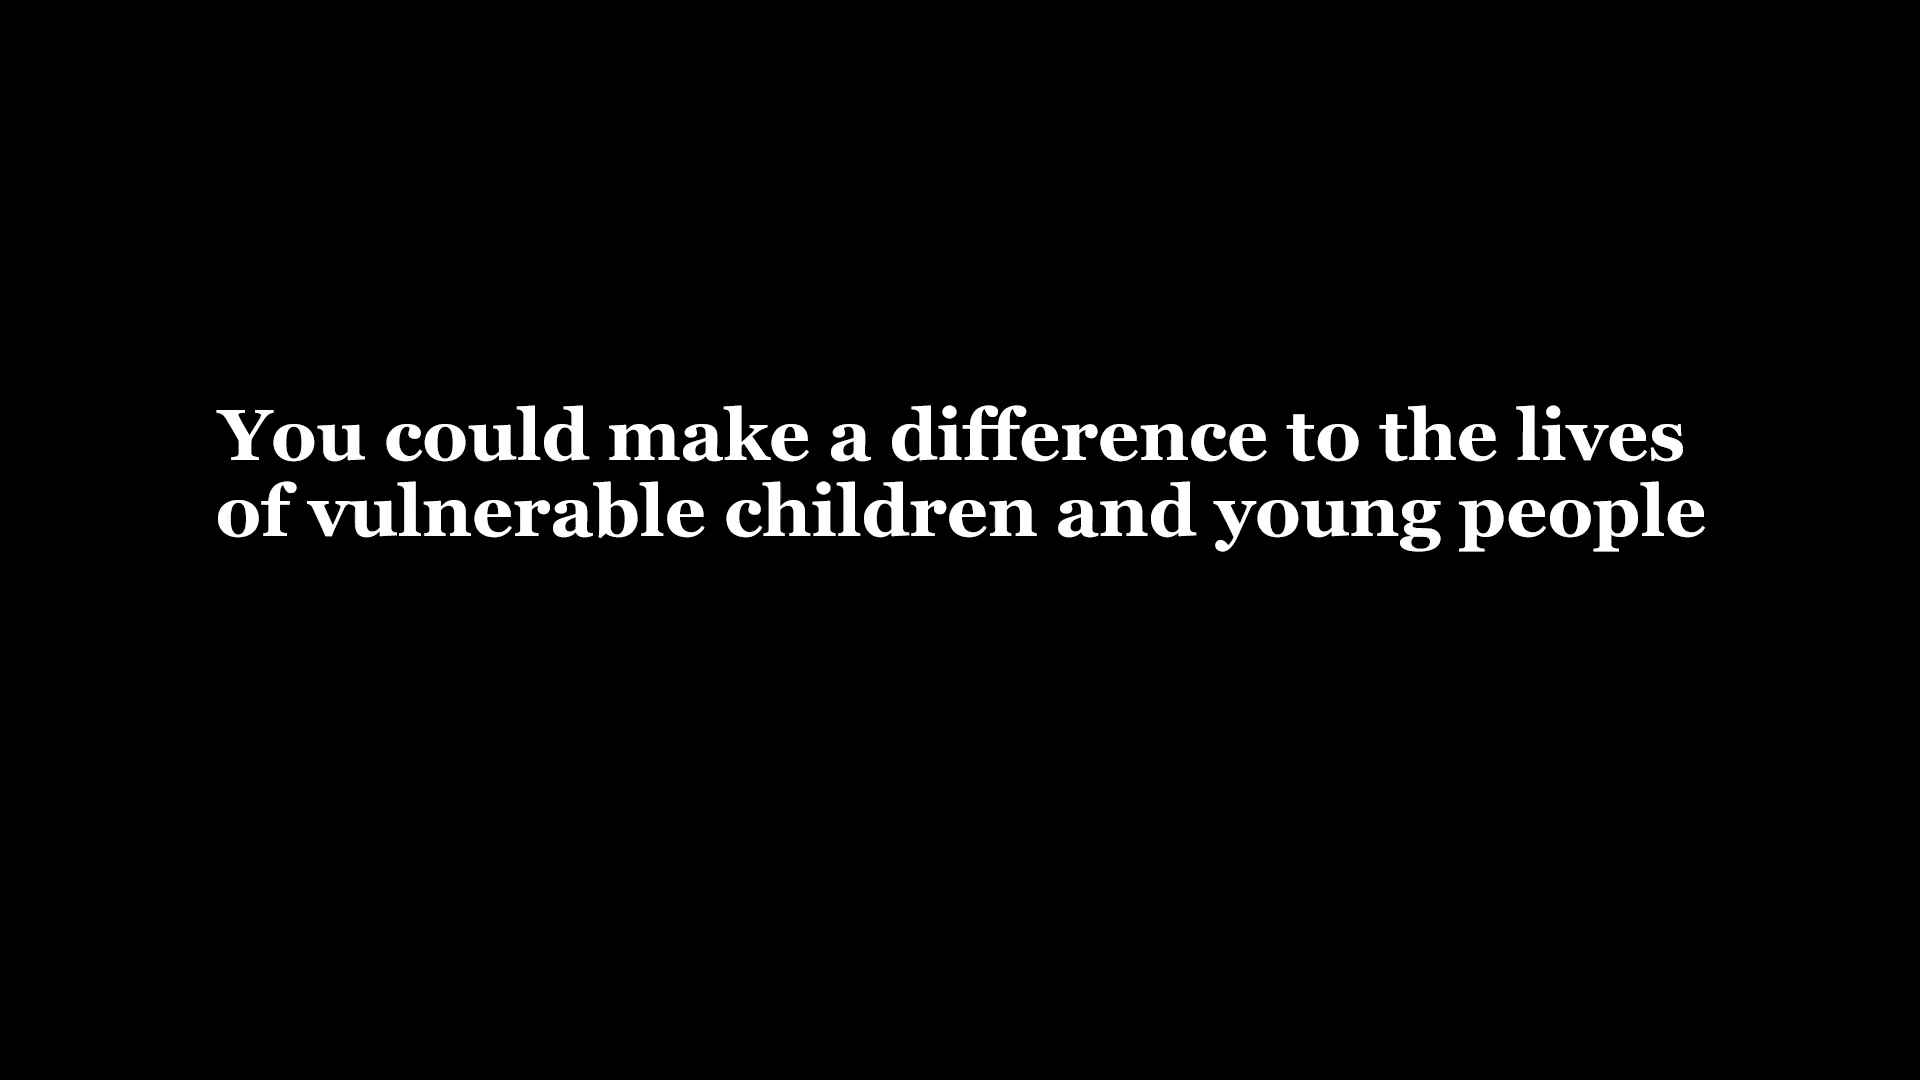 You could make a difference to the lives
of vulnerable children and young people